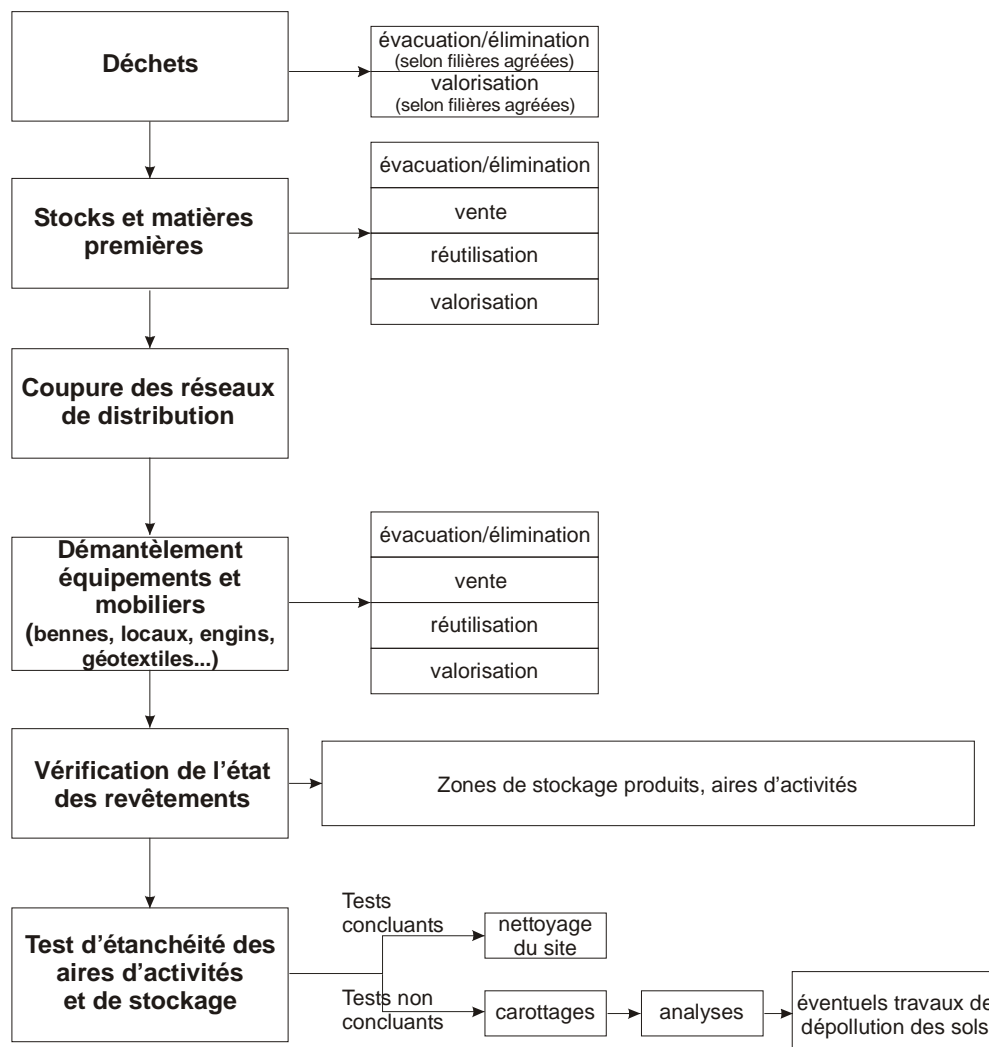 Déchets
évacuation/élimination
(selon filières agréées)
valorisation
(selon filières agréées)
Stocks et matières
premières
évacuation/élimination
vente
réutilisation
valorisation
Coupure des réseaux
de distribution
Démantèlement
équipements et
mobiliers
(bennes, locaux, engins,
géotextiles...)
évacuation/élimination
vente
réutilisation
valorisation
Vérification de l’état
des revêtements
Zones de stockage produits, aires d’activités
Test d’étanchéité des
aires d’activités
et de stockage
Tests
concluants
nettoyage
du site
Tests non
concluants
carottages
analyses
éventuels travaux de
dépollution des sols